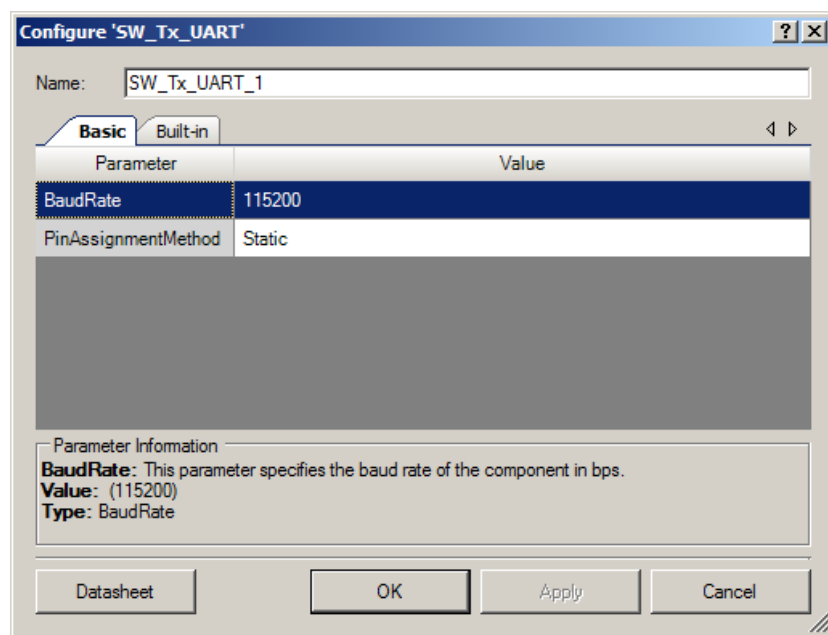 Configure 'SW_Tx_UART'
Name: SW_Tx_UART_1
Basic Built-in
Parameter Value
BaudRate 115200
PinAssignmentMethod Static
Parameter Information
BaudRate: This parameter specifies the baud rate of the component in bps.
Value: (115200)
Type: BaudRate
Datasheet OK Apply Cancel